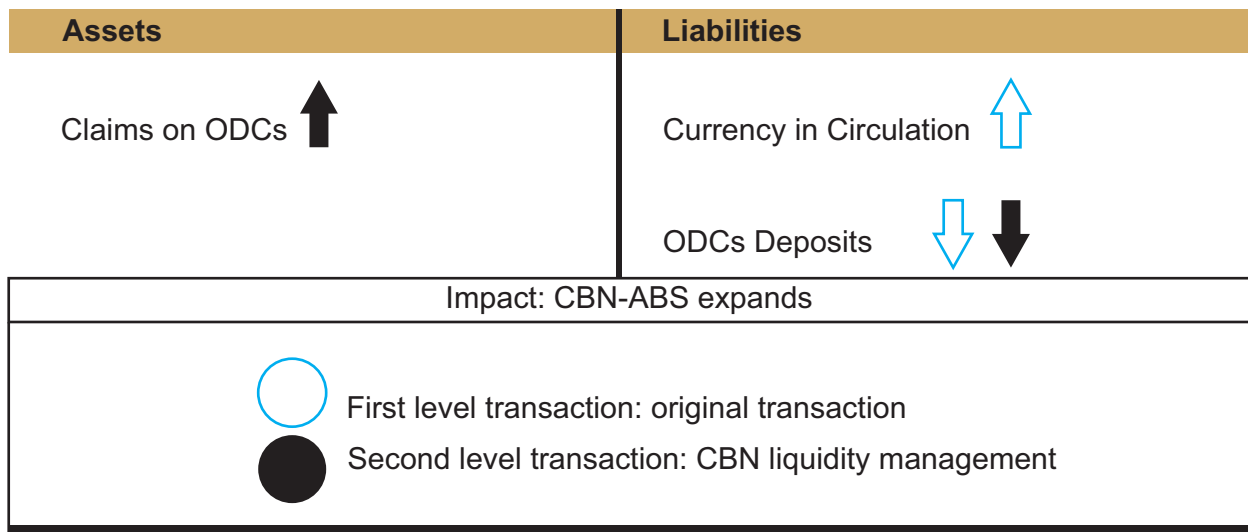 Assets
Liabilities
Claims on ODCs
Currency in Circulation
ODCs Deposits
Impact: CBN-ABS expands
First level transaction: original transaction
Second level transaction: CBN liquidity management